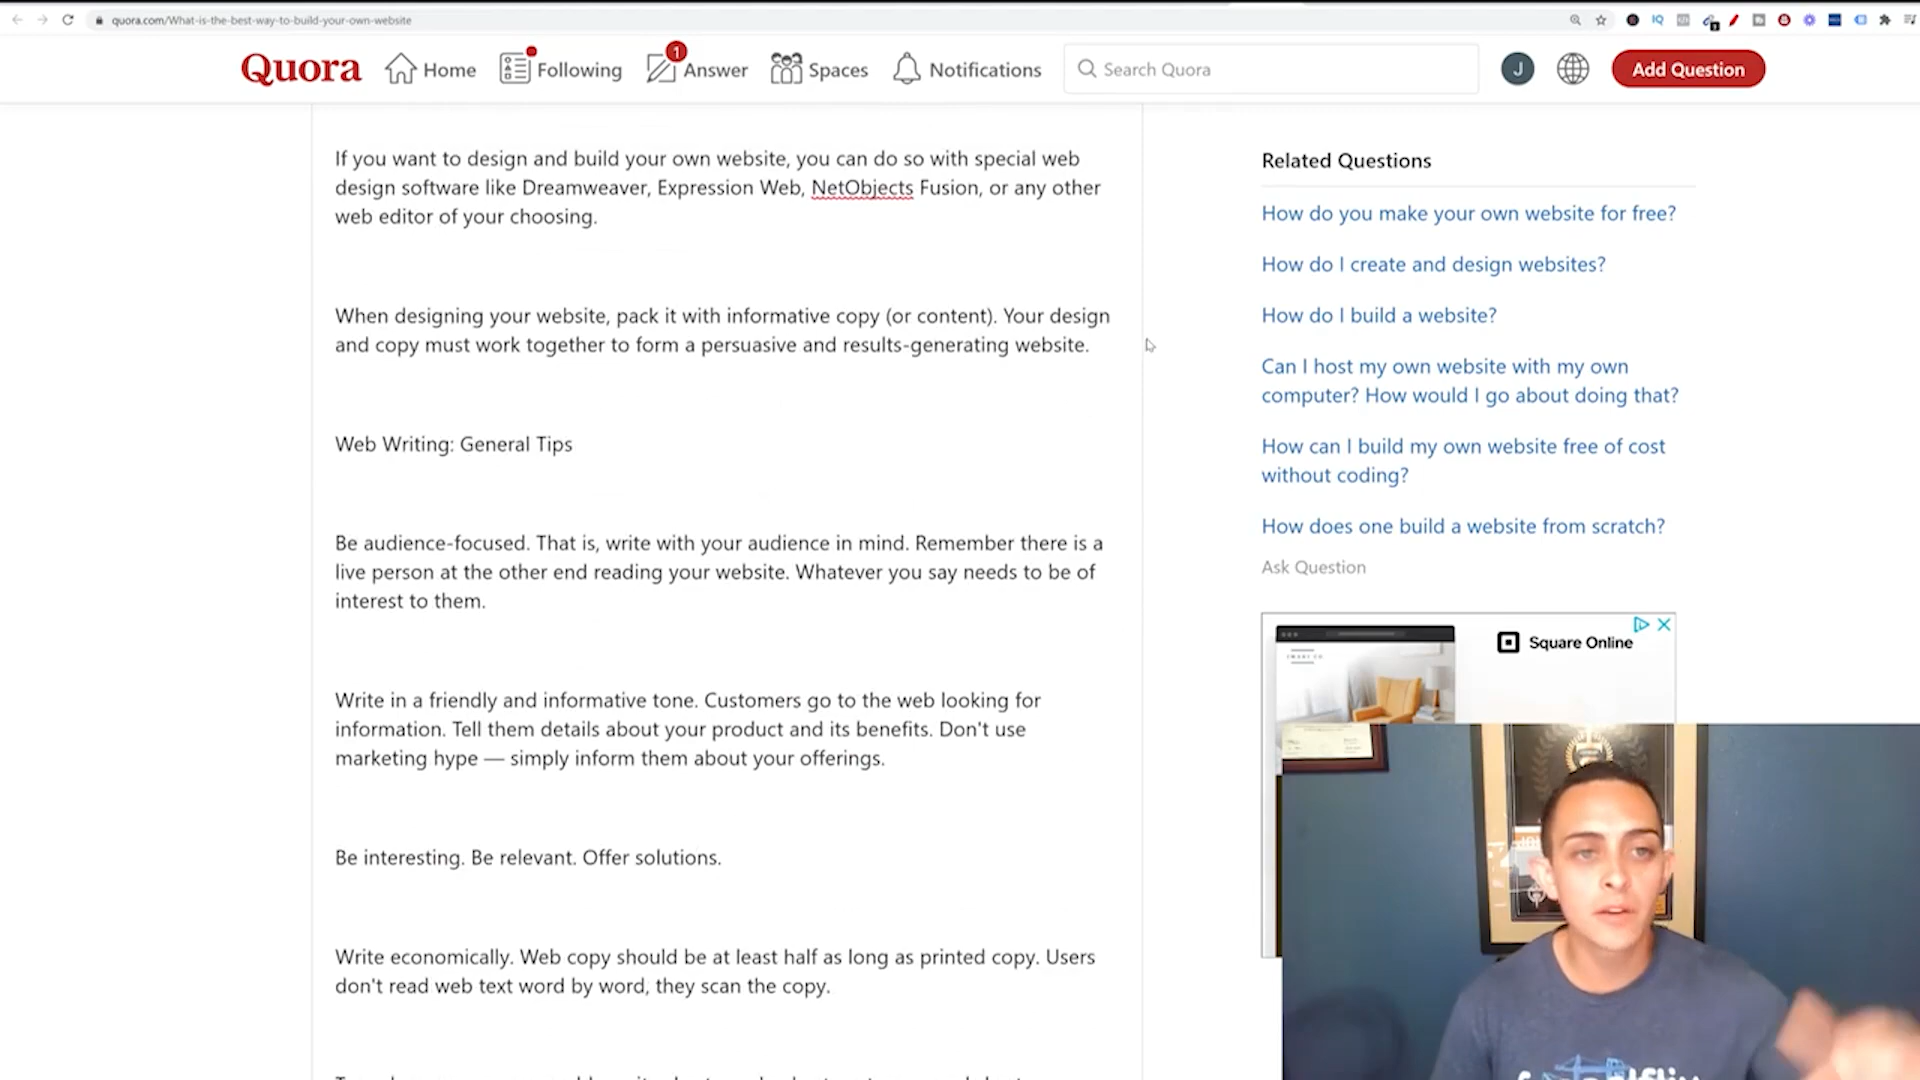 quora.com/What-is-the-best-way-to-build-your-own-website
Quora
Home
Following
1
Answer
Spaces
Notifications
Search Quora
J
Add Question
If you want to design and build your own website, you can do so with special web
design software like Dreamweaver, Expression Web, NetObjects Fusion, or any other
web editor of your choosing.
When designing your website, pack it with informative copy (or content). Your design
and copy must work together to form a persuasive and results-generating website.
Web Writing: General Tips
Be audience-focused. That is, write with your audience in mind. Remember there is a
live person at the other end reading your website. Whatever you say needs to be of
interest to them.
Write in a friendly and informative tone. Customers go to the web looking for
information. Tell them details about your product and its benefits. Don't use
marketing hype — simply inform them about your offerings.
Be interesting. Be relevant. Offer solutions.
Write economically. Web copy should be at least half as long as printed copy. Users
don't read web text word by word, they scan the copy.
Related Questions
How do you make your own website for free?
How do I create and design websites?
How do I build a website?
Can I host my own website with my own
computer? How would I go about doing that?
How can I build my own website free of cost
without coding?
How does one build a website from scratch?
Ask Question
Square Online